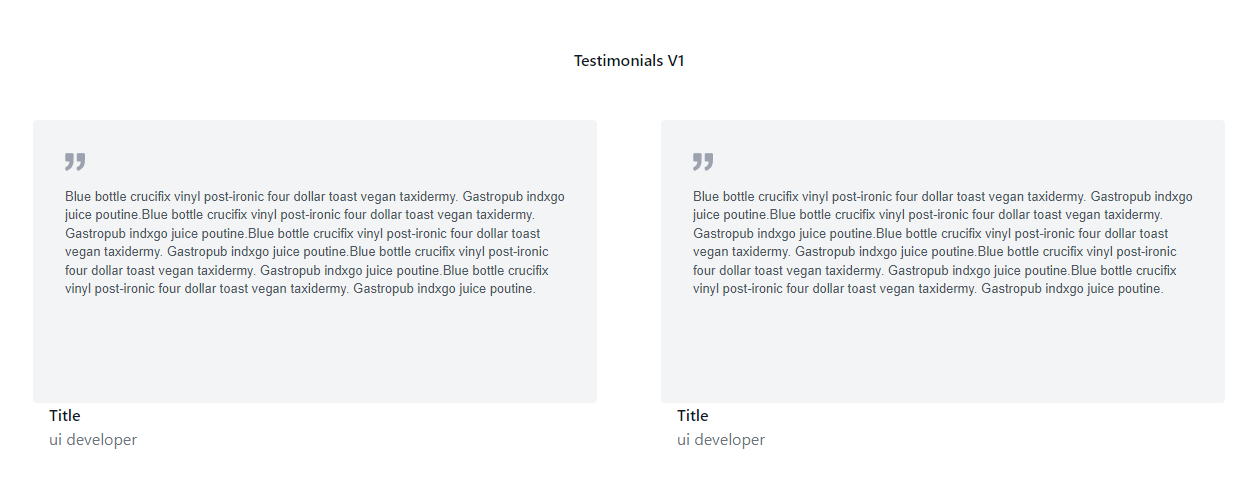 Testimonials V1
Blue bottle crucifix vinyl post-ironic four dollar toast vegan taxidermy. Gastropub indxgo
juice poutine.Blue bottle crucifix vinyl post-ironic four dollar toast vegan taxidermy.
Gastropub indxgo juice poutine.Blue bottle crucifix vinyl post-ironic four dollar toast
vegan taxidermy. Gastropub indxgo juice poutine.Blue bottle crucifix vinyl post-ironic
four dollar toast vegan taxidermy. Gastropub indxgo juice poutine.Blue bottle crucifix
vinyl post-ironic four dollar toast vegan taxidermy. Gastropub indxgo juice poutine.
Title
ui developer
Blue bottle crucifix vinyl post-ironic four dollar toast vegan taxidermy. Gastropub indxgo
juice poutine.Blue bottle crucifix vinyl post-ironic four dollar toast vegan taxidermy.
Gastropub indxgo juice poutine.Blue bottle crucifix vinyl post-ironic four dollar toast
vegan taxidermy. Gastropub indxgo juice poutine.Blue bottle crucifix vinyl post-ironic
four dollar toast vegan taxidermy. Gastropub indxgo juice poutine.Blue bottle crucifix
vinyl post-ironic four dollar toast vegan taxidermy. Gastropub indxgo juice poutine.
Title
ui developer